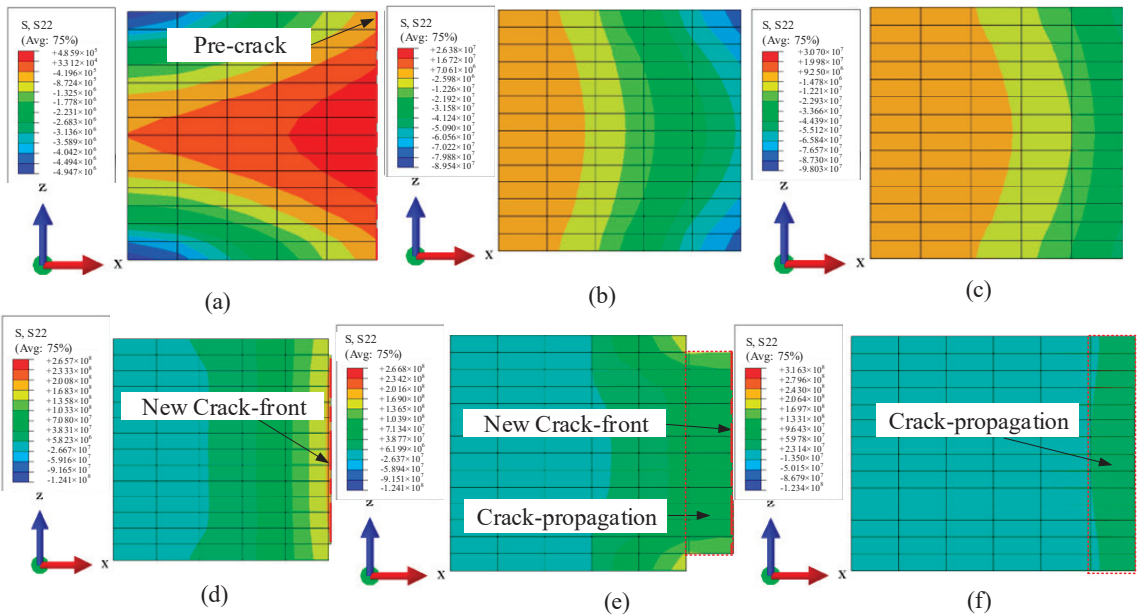 S, S22
(Avg: 75%)
+4.859×10⁵
+3.312×10⁴
-4.196×10⁵
-8.724×10⁵
-1.325×10⁶
-1.778×10⁶
-2.231×10⁶
-2.683×10⁶
-3.136×10⁶
-3.589×10⁶
-4.042×10⁶
-4.494×10⁶
-4.947×10⁶
Z
X
Pre-crack
(a)
S, S22
(Avg: 75%)
+2.638×10⁷
+1.672×10⁷
+7.061×10⁶
-2.598×10⁶
-1.226×10⁷
-2.192×10⁷
-3.158×10⁷
-4.124×10⁷
-5.090×10⁷
-6.056×10⁷
-7.022×10⁷
-7.988×10⁷
-8.954×10⁷
Z
X
(b)
S, S22
(Avg: 75%)
+3.070×10⁷
+1.998×10⁷
+9.250×10⁶
-1.478×10⁶
-1.221×10⁷
-2.293×10⁷
-3.366×10⁷
-4.439×10⁷
-5.512×10⁷
-6.584×10⁷
-7.657×10⁷
-8.730×10⁷
-9.803×10⁷
Z
X
(c)
S, S22
(Avg: 75%)
+2.657×10⁸
+2.333×10⁸
+2.008×10⁸
+1.683×10⁸
+1.358×10⁸
+1.033×10⁸
+7.080×10⁷
+3.831×10⁷
+5.823×10⁶
-2.667×10⁷
-5.916×10⁷
-9.165×10⁷
-1.241×10⁸
Z
X
New Crack-front
(d)
S, S22
(Avg: 75%)
+2.668×10⁸
+2.342×10⁸
+2.016×10⁸
+1.690×10⁸
+1.365×10⁸
+1.039×10⁸
+7.134×10⁷
+3.877×10⁷
+6.199×10⁶
-2.637×10⁷
-5.894×10⁷
-9.151×10⁷
-1.241×10⁸
Z
X
New Crack-front
Crack-propagation
(e)
S, S22
(Avg: 75%)
+3.163×10⁸
+2.796×10⁸
+2.430×10⁸
+2.064×10⁸
+1.697×10⁸
+1.331×10⁸
+9.643×10⁷
+5.978×10⁷
+2.314×10⁷
-1.350×10⁷
-5.015×10⁷
-8.679×10⁷
-1.234×10⁸
Z
X
Crack-propagation
(f)